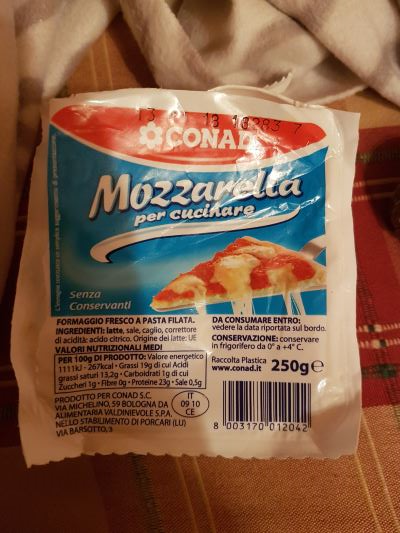 CONAD
Mozzarella
per cucinare
Senza
Conservanti
FORMAGGIO FRESCO A PASTA FILATA.
INGREDIENTI: latte, sale, caglio, correttore
di acidità: acido citrico. Origine del latte: UE
VALORI NUTRIZIONALI MEDI
PER 100g DI PRODOTTO: Valore energetico
1111kJ - 267kcal • Grassi 19g di cui Acidi
grassi saturi 13,2g • Carboidrati 1g di cui
Zuccheri 1g • Fibre 0g • Proteine 23g • Sale 0,5g
PRODOTTO PER CONAD S.C.
VIA MICHELINO, 59 BOLOGNA DA
ALIMENTARIA VALDINIEVOLE S.P.A.
NELLO STABILIMENTO DI PORCARI (LU)
VIA BARSOTTO, 3
IT
09 10
CE
DA CONSUMARE ENTRO:
vedere la data riportata sul bordo.
CONSERVAZIONE: conservare
in frigorifero da 0° a +4° C.
Raccolta Plastica
www.conad.it
250g e
8 003170 012042